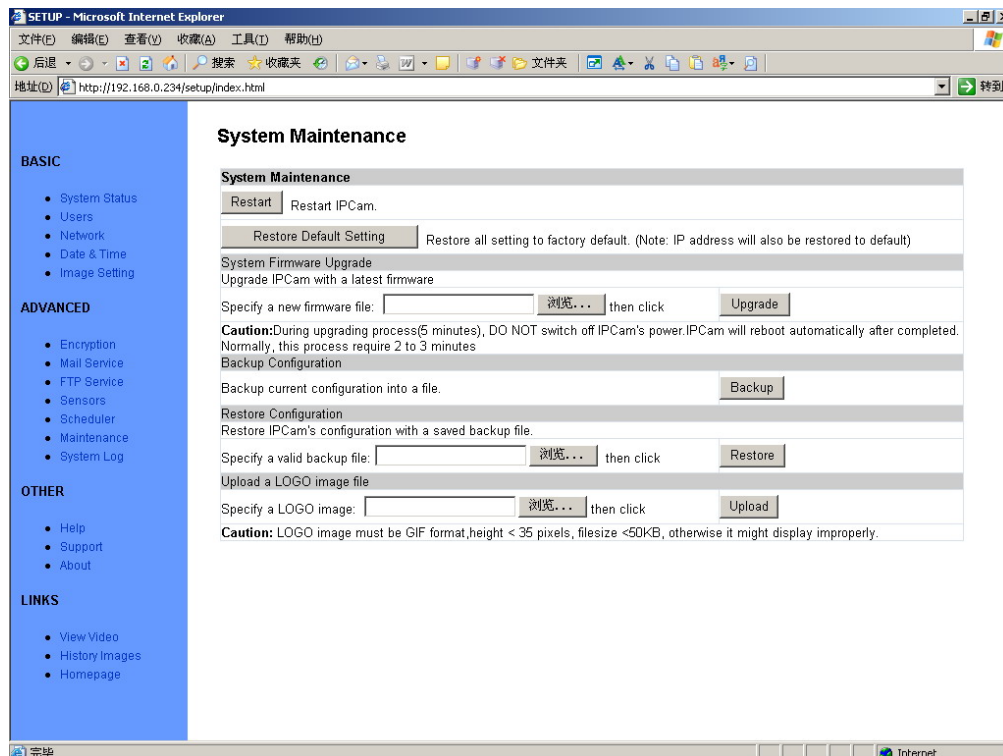 SETUP - Microsoft Internet Explorer
文件(F) 编辑(E) 查看(V) 收藏(A) 工具(T) 帮助(H)
后退 搜索 收藏夹 文件夹
地址(D) http://192.168.0.234/setup/index.html 转到
BASIC
System Status
Users
Network
Date & Time
Image Setting
ADVANCED
Encryption
Mail Service
FTP Service
Sensors
Scheduler
Maintenance
System Log
OTHER
Help
Support
About
LINKS
View Video
History Images
Homepage
System Maintenance
System Maintenance
Restart Restart IPCam.
Restore Default Setting Restore all setting to factory default. (Note: IP address will also be restored to default)
System Firmware Upgrade
Upgrade IPCam with a latest firmware
Specify a new firmware file: 浏览... then click Upgrade
Caution:During upgrading process(5 minutes), DO NOT switch off IPCam's power.IPCam will reboot automatically after completed.
Normally, this process require 2 to 3 minutes
Backup Configuration
Backup current configuration into a file. Backup
Restore Configuration
Restore IPCam's configuration with a saved backup file.
Specify a valid backup file: 浏览... then click Restore
Upload a LOGO image file
Specify a LOGO image: 浏览... then click Upload
Caution: LOGO image must be GIF format,height < 35 pixels, filesize <50KB, otherwise it might display improperly.
完毕 Internet